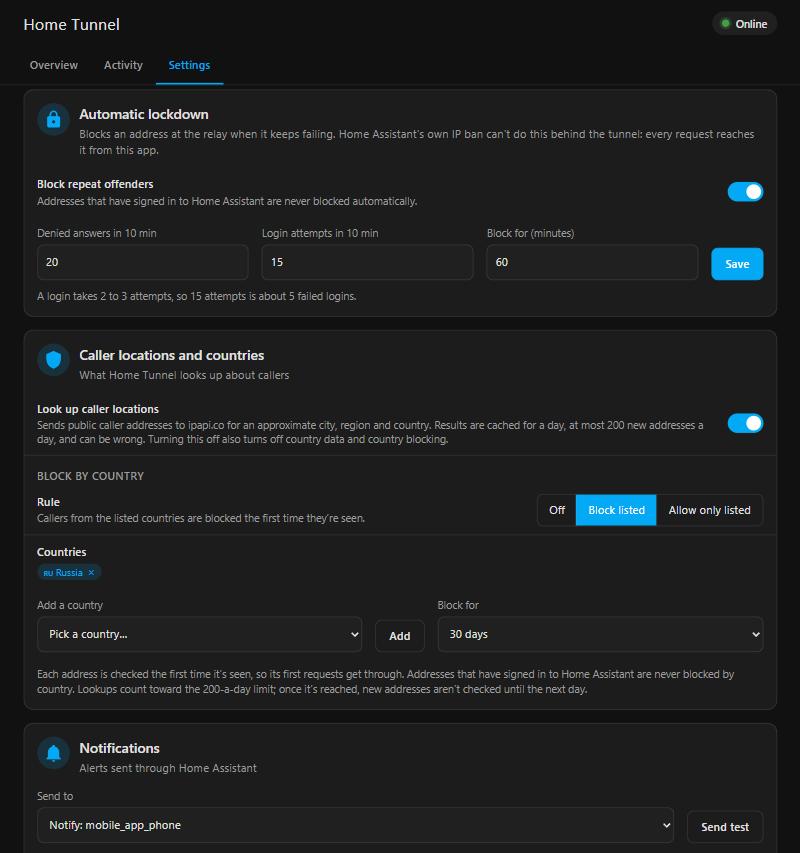 Home Tunnel
Online
Overview
Activity
Settings
Automatic lockdown
Blocks an address at the relay when it keeps failing. Home Assistant's own IP ban can't do this behind the tunnel: every request reaches
it from this app.
Block repeat offenders
Addresses that have signed in to Home Assistant are never blocked automatically.
Denied answers in 10 min
Login attempts in 10 min
Block for (minutes)
20
15
60
Save
A login takes 2 to 3 attempts, so 15 attempts is about 5 failed logins.
Caller locations and countries
What Home Tunnel looks up about callers
Look up caller locations
Sends public caller addresses to ipapi.co for an approximate city, region and country. Results are cached for a day, at most 200 new addresses a
day, and can be wrong. Turning this off also turns off country data and country blocking.
BLOCK BY COUNTRY
Rule
Callers from the listed countries are blocked the first time they're seen.
Off
Block listed
Allow only listed
Countries
RU Russia ×
Add a country
Block for
Pick a country...
Add
30 days
Each address is checked the first time it's seen, so its first requests get through. Addresses that have signed in to Home Assistant are never blocked by
country. Lookups count toward the 200-a-day limit; once it's reached, new addresses aren't checked until the next day.
Notifications
Alerts sent through Home Assistant
Send to
Notify: mobile_app_phone
Send test